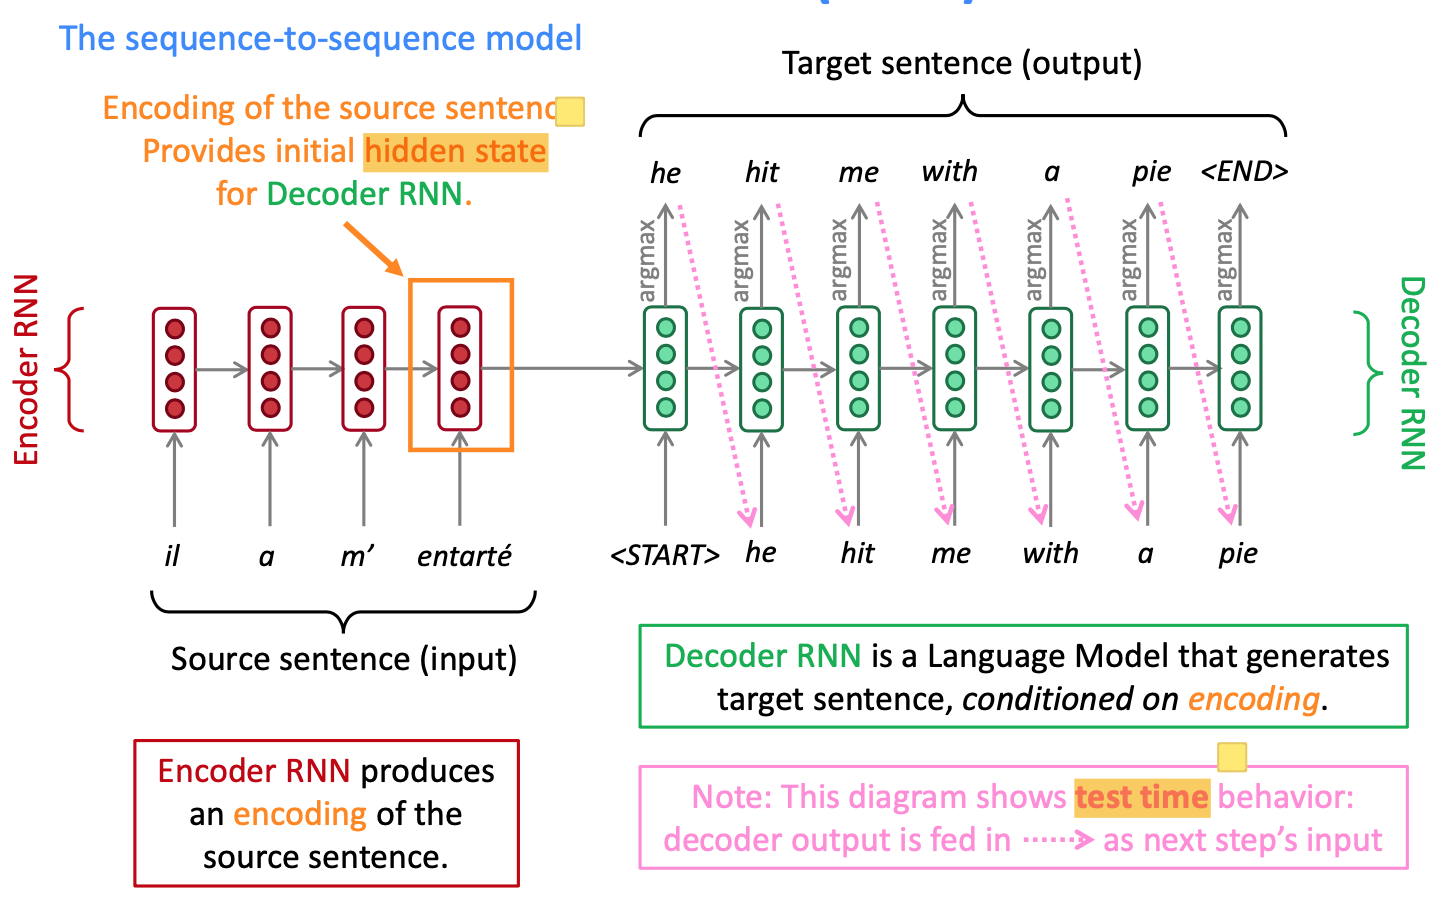 The sequence-to-sequence model
Encoding of the source sentenc
Provides initial hidden state
for Decoder RNN.
Target sentence (output)
he hit me with a pie <END>
argmax argmax argmax argmax argmax argmax argmax
Encoder RNN
Decoder RNN
il a m’ entarté
<START> he hit me with a pie
Source sentence (input)
Decoder RNN is a Language Model that generates
target sentence, conditioned on encoding.
Encoder RNN produces
an encoding of the
source sentence.
Note: This diagram shows test time behavior:
decoder output is fed in as next step’s input